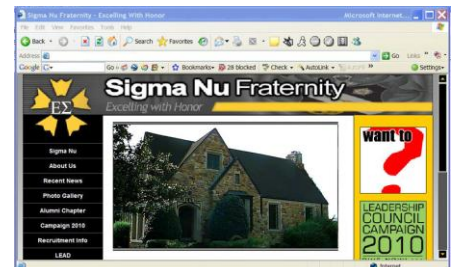 Sigma Nu Fraternity - Excelling With Honor Microsoft Internet...
File Edit View Favorites Tools Help
Back Search Favorites
Address Go Links
Google Go Bookmarks 28 blocked Check AutoLink Settings
Sigma Nu Fraternity
Excelling with Honor
ΕΣ
Sigma Nu
About Us
Recent News
Photo Gallery
Alumni Chapter
Campaign 2010
Recruitment Info
LEAD
want to
?
LEADERSHIP
COUNCIL
CAMPAIGN
2010
Internet